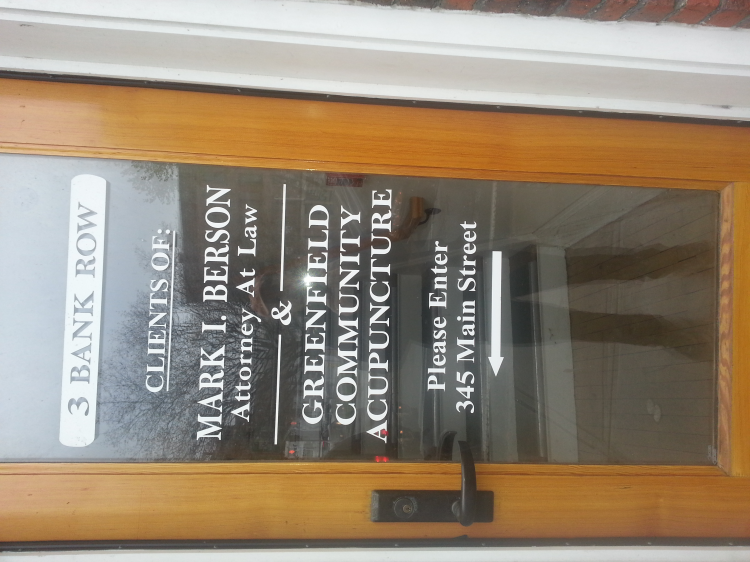 3 BANK ROW
CLIENTS OF:
MARK I. BERSON
Attorney At Law
&
GREENFIELD
COMMUNITY
ACUPUNCTURE
Please Enter
345 Main Street